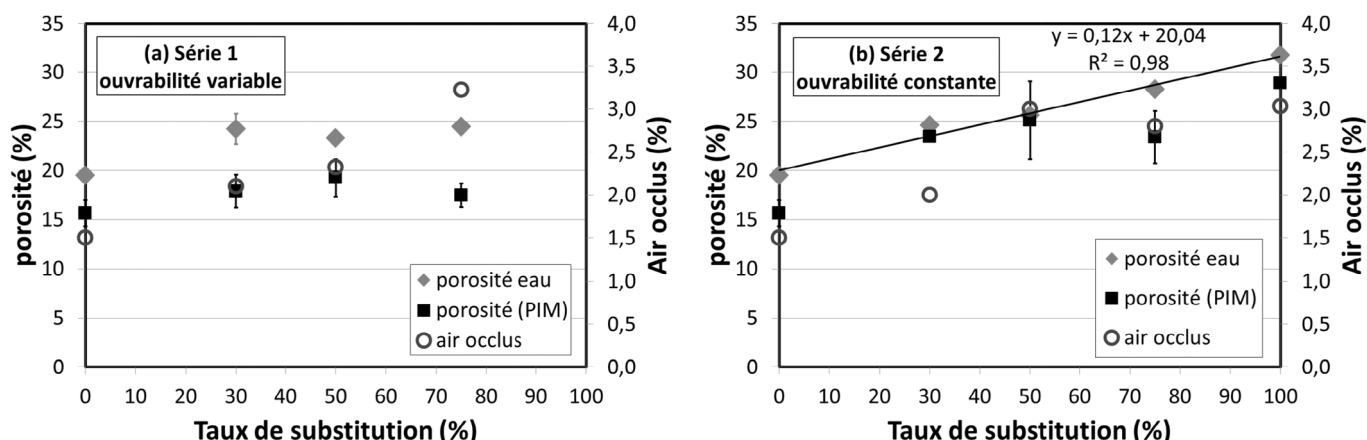 (a) Série 1
ouvrabilité variable
porosité (%)
35
30
25
20
15
10
5
0
4,0
3,5
3,0
2,5
2,0
1,5
1,0
0,5
0,0
Air occlus (%)
porosité eau
porosité (PIM)
air occlus
0 10 20 30 40 50 60 70 80 90 100
Taux de substitution (%)
(b) Série 2
ouvrabilité constante
y = 0,12x + 20,04
R² = 0,98
porosité (%)
35
30
25
20
15
10
5
0
4,0
3,5
3,0
2,5
2,0
1,5
1,0
0,5
0,0
Air occlus (%)
porosité eau
porosité (PIM)
air occlus
0 10 20 30 40 50 60 70 80 90 100
Taux de substitution (%)